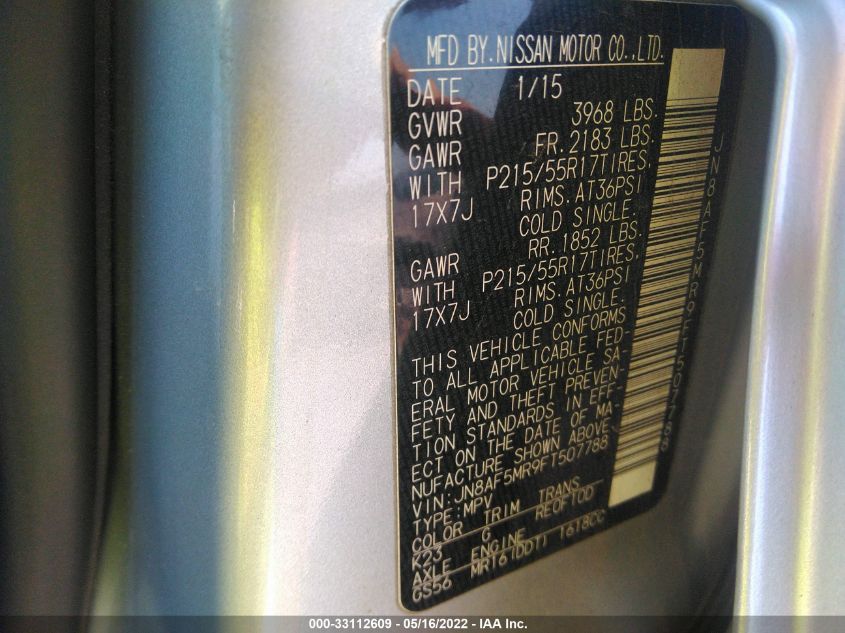 MFD BY.NISSAN MOTOR CO.,LTD.
DATE 1/15
GVWR 3968 LBS.
GAWR FR. 2183 LBS.
WITH P215/55R17TIRES,
17X7J RIMS. AT36PSI
COLD SINGLE.
GAWR RR. 1852 LBS.
WITH P215/55R17TIRES,
17X7J RIMS. AT36PSI
COLD SINGLE.
THIS VEHICLE CONFORMS
TO ALL APPLICABLE FED-
ERAL MOTOR VEHICLE SA-
FETY AND THEFT PREVEN-
TION STANDARDS IN EFF-
ECT ON THE DATE OF MA-
NUFACTURE SHOWN ABOVE.
VIN:JN8AF5MR9FT507788
TYPE:MPV
COLOR TRIM TRANS
K23 G RE0F10D
AXLE ENGINE
GS56 MR16(DDT) 1618CC
JN8AF5MR9FT507788
000-33112609 - 05/16/2022 - IAA Inc.